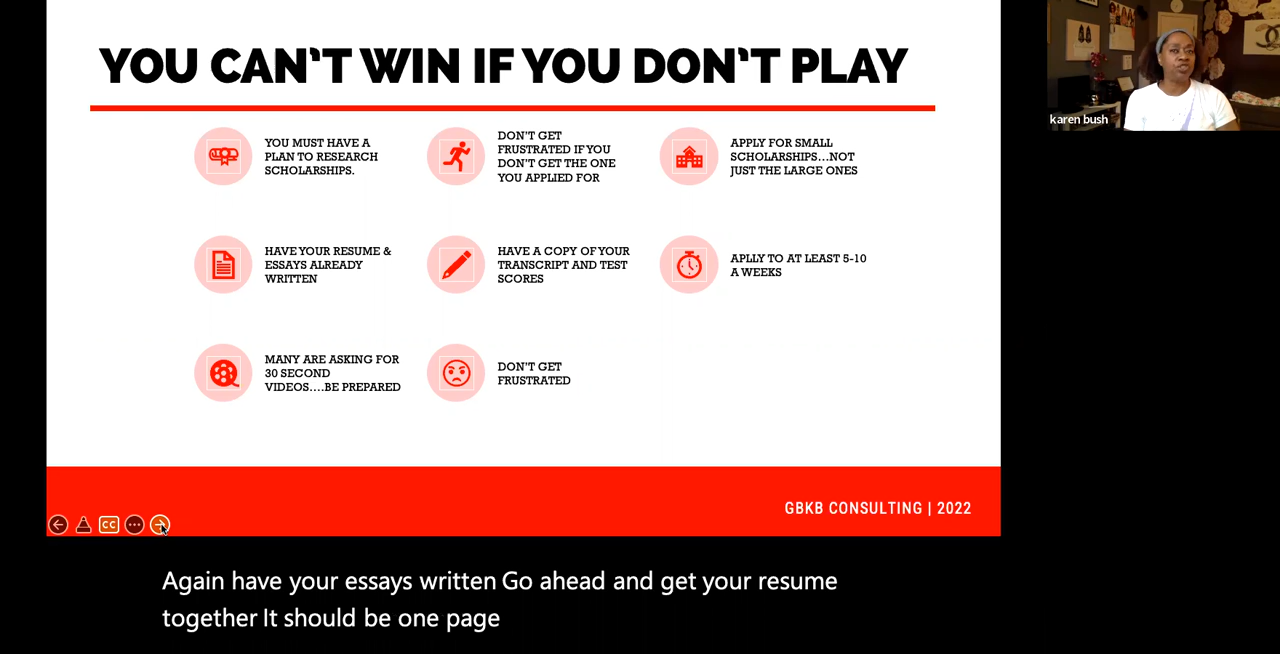 YOU CAN'T WIN IF YOU DON'T PLAY
YOU MUST HAVE A
PLAN TO RESEARCH
SCHOLARSHIPS.
DON'T GET
FRUSTRATED IF YOU
DON'T GET THE ONE
YOU APPLIED FOR
APPLY FOR SMALL
SCHOLARSHIPS...NOT
JUST THE LARGE ONES
HAVE YOUR RESUME &
ESSAYS ALREADY
WRITTEN
HAVE A COPY OF YOUR
TRANSCRIPT AND TEST
SCORES
APLLY TO AT LEAST 5-10
A WEEKS
MANY ARE ASKING FOR
30 SECOND
VIDEOS....BE PREPARED
DON'T GET
FRUSTRATED
GBKB CONSULTING | 2022
CC
karen bush
Again have your essays written Go ahead and get your resume
together It should be one page